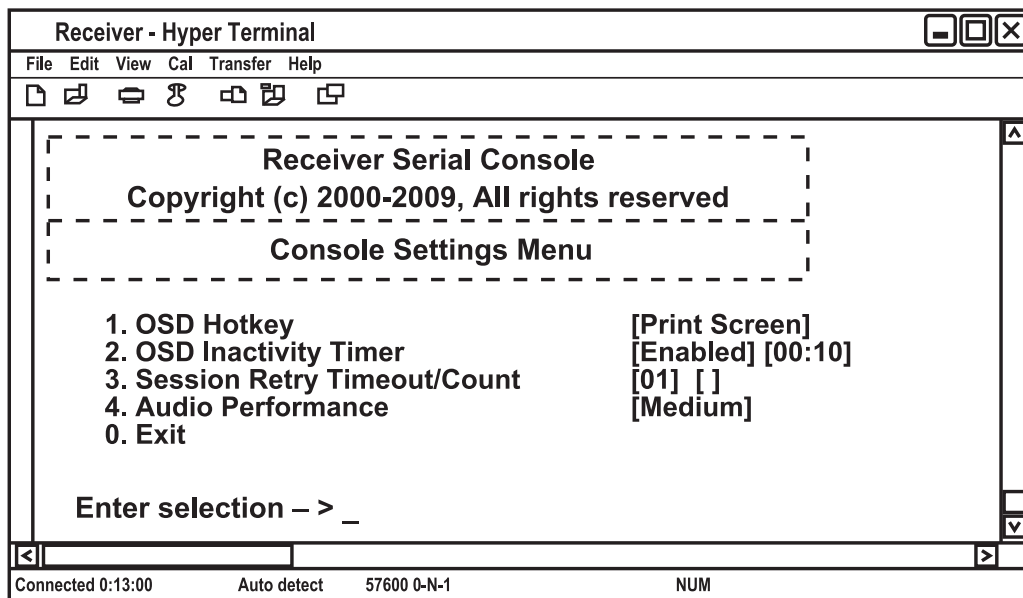 Receiver - Hyper Terminal
File Edit View Cal Transfer Help
Receiver Serial Console
Copyright (c) 2000-2009, All rights reserved
Console Settings Menu
1. OSD Hotkey [Print Screen]
2. OSD Inactivity Timer [Enabled] [00:10]
3. Session Retry Timeout/Count [01] [ ]
4. Audio Performance [Medium]
0. Exit
Enter selection – > _
Connected 0:13:00 Auto detect 57600 0-N-1 NUM